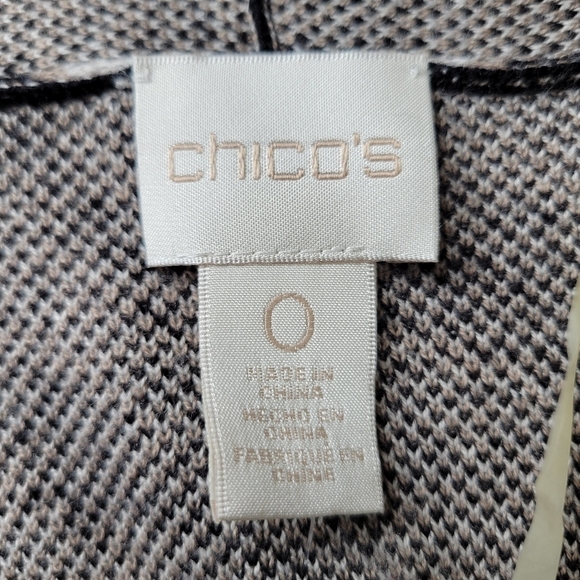 chico's
0
MADE IN
CHINA
HECHO EN
CHINA
FABRIQUE EN
CHINE